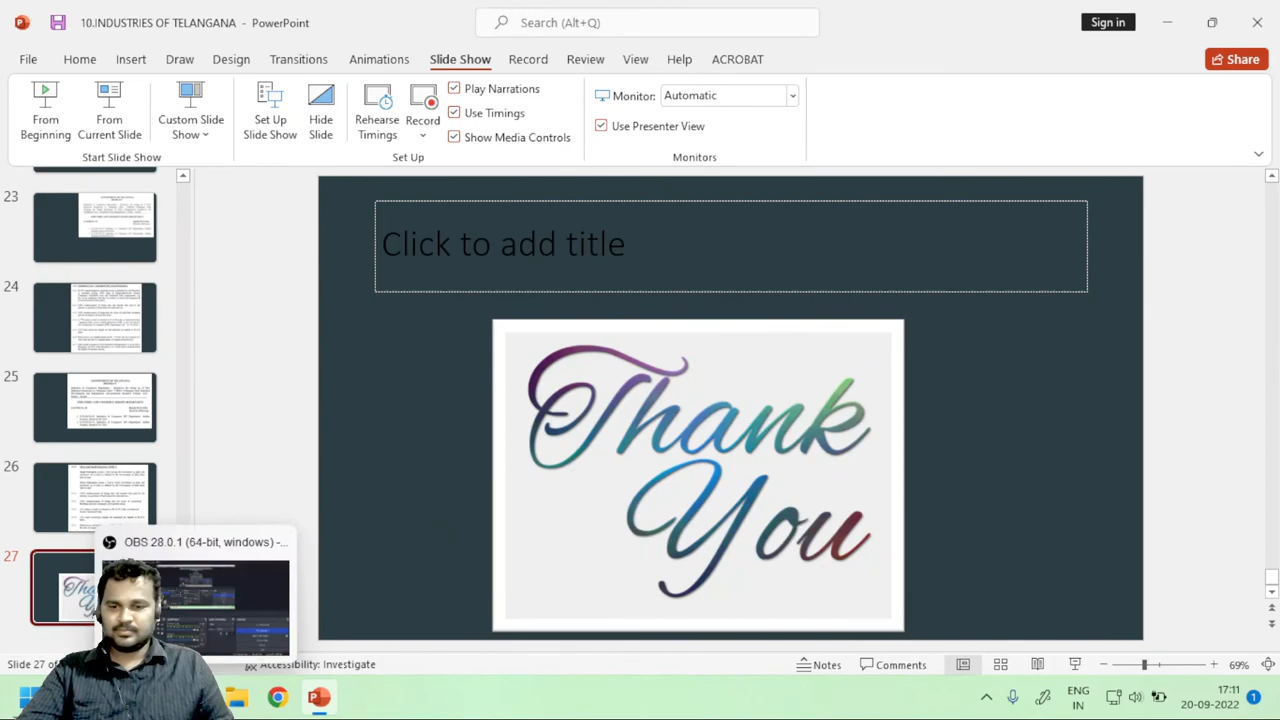 10.INDUSTRIES OF TELANGANA - PowerPoint
Search (Alt+Q)
Sign in
File Home Insert Draw Design Transitions Animations Slide Show Record Review View Help ACROBAT
Share
From Beginning
From Current Slide
Custom Slide Show
Set Up Slide Show
Hide Slide
Rehearse Timings
Record
Play Narrations
Use Timings
Show Media Controls
Monitor: Automatic
Use Presenter View
Start Slide Show
Set Up
Monitors
23
24
25
26
27
Click to add title
Thank
You
OBS 28.0.1 (64-bit, windows) -...
Slide 27 of
Accessibility: Investigate
Notes
Comments
69%
ENG
IN
17:11
20-09-2022
1